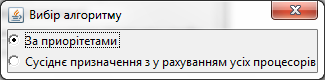 Вибір алгоритму
За приорітетами
Сусіднє призначення з у рахуванням усіх процесорів